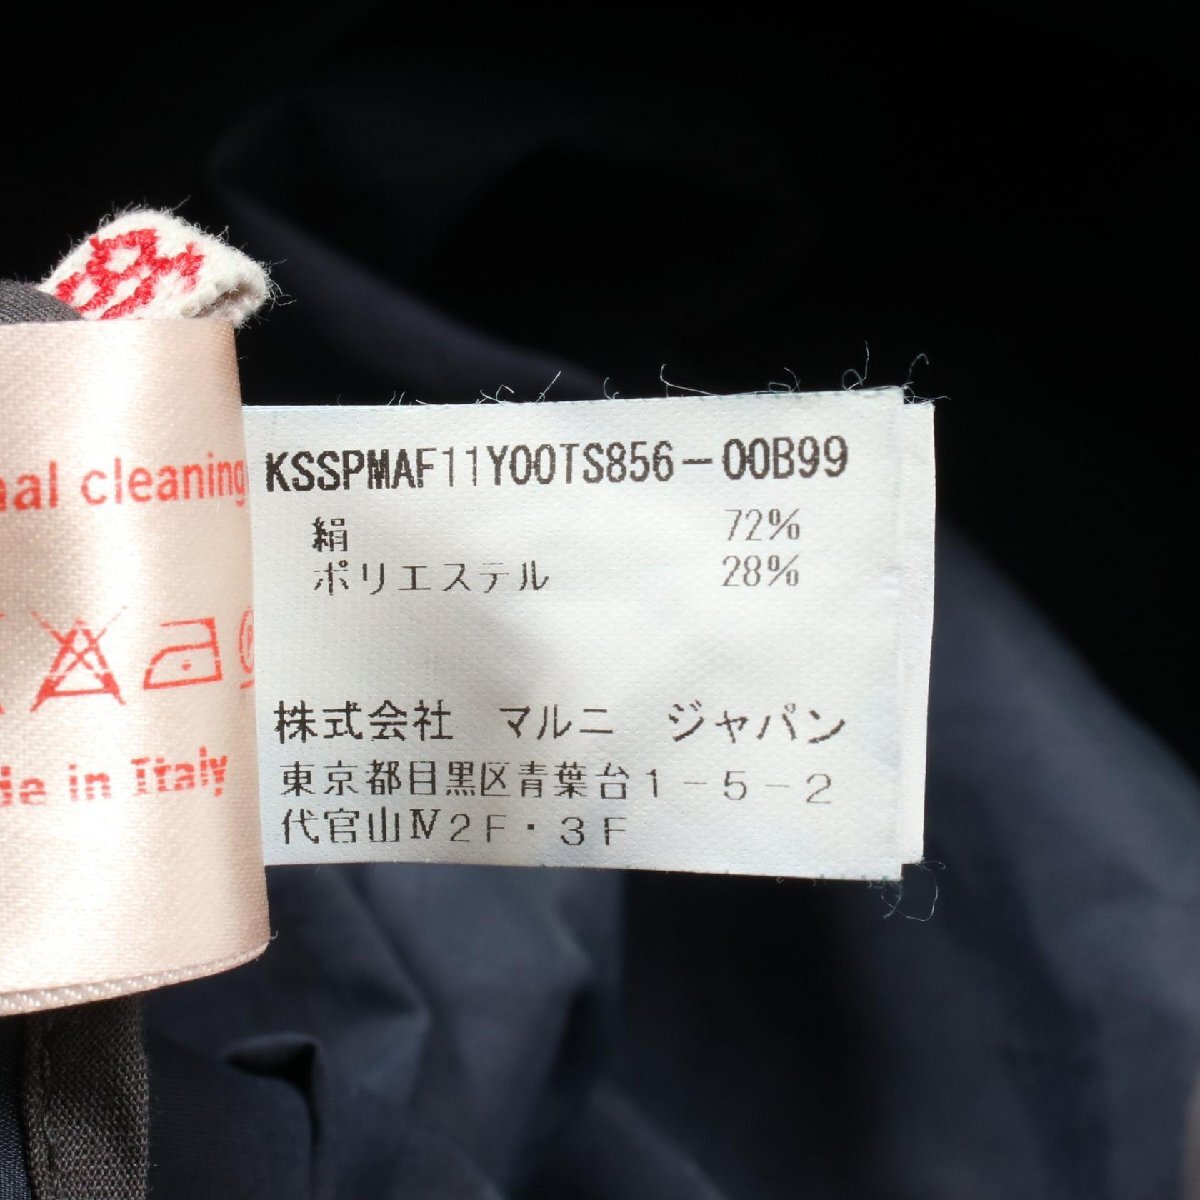 cleaning
in Italy
KSSPMAF11Y00TS856-00B99
絹 72%
ポリエステル 28%
株式会社 マルニ ジャパン
東京都目黒区青葉台1-5-2
代官山Ⅳ2F・3F